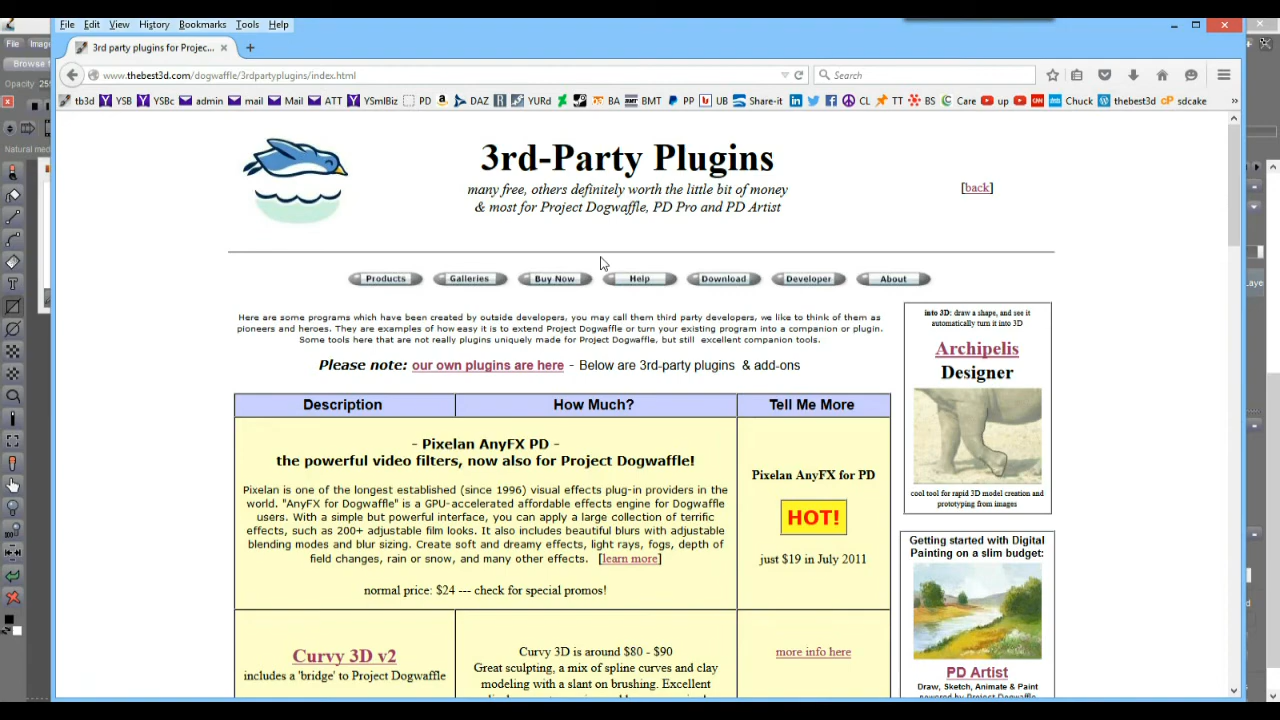 File Edit View History Bookmarks Tools Help
3rd party plugins for Projec...
www.thebest3d.com/dogwaffle/3rdpartyplugins/index.html
Search
tb3d YSB YSBc admin mail Mail ATT YSmlBiz PD DAZ YURd BA BMT PP UB Share-it CL TT BS Care up Chuck thebest3d sdcake
File Imag
Browse
Opacity
Natural med
3rd-Party Plugins
many free, others definitely worth the little bit of money
& most for Project Dogwaffle, PD Pro and PD Artist
[back]
Products Galleries Buy Now Help Download Developer About
Here are some programs which have been created by outside developers, you may call them third party developers, we like to think of them as
pioneers and heroes. They are examples of how easy it is to extend Project Dogwaffle or turn your existing program into a companion or plugin.
Some tools here that are not really plugins uniquely made for Project Dogwaffle, but still excellent companion tools.
Please note: our own plugins are here - Below are 3rd-party plugins & add-ons
Description How Much? Tell Me More
- Pixelan AnyFX PD -
the powerful video filters, now also for Project Dogwaffle!
Pixelan is one of the longest established (since 1996) visual effects plug-in providers in the
world. "AnyFX for Dogwaffle" is a GPU-accelerated affordable effects engine for Dogwaffle
users. With a simple but powerful interface, you can apply a large collection of terrific
effects, such as 200+ adjustable film looks. It also includes beautiful blurs with adjustable
blending modes and blur sizing. Create soft and dreamy effects, light rays, fogs, depth of
field changes, rain or snow, and many other effects. [learn more]
normal price: $24 --- check for special promos!
Pixelan AnyFX for PD
HOT!
just $19 in July 2011
Curvy 3D v2
includes a 'bridge' to Project Dogwaffle
Curvy 3D is around $80 - $90
Great sculpting, a mix of spline curves and clay
modeling with a slant on brushing. Excellent
more info here
into 3D: draw a shape, and see it
automatically turn it into 3D
Archipelis
Designer
cool tool for rapid 3D model creation and
prototyping from images
Getting started with Digital
Painting on a slim budget:
PD Artist
Draw, Sketch, Animate & Paint
powered by Project Dogwaffle
Laye